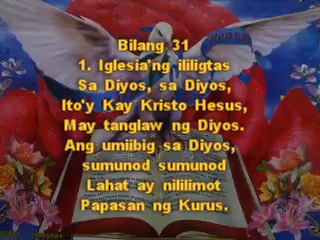 Bilang 31
1. Iglesia'ng ililigtas
Sa Diyos, sa Diyos,
Ito'y Kay Kristo Hesus,
May tanglaw ng Diyos.
Ang umiibig sa Diyos,
sumunod sumunod
Lahat ay nililimot
Papasan ng Kurus.